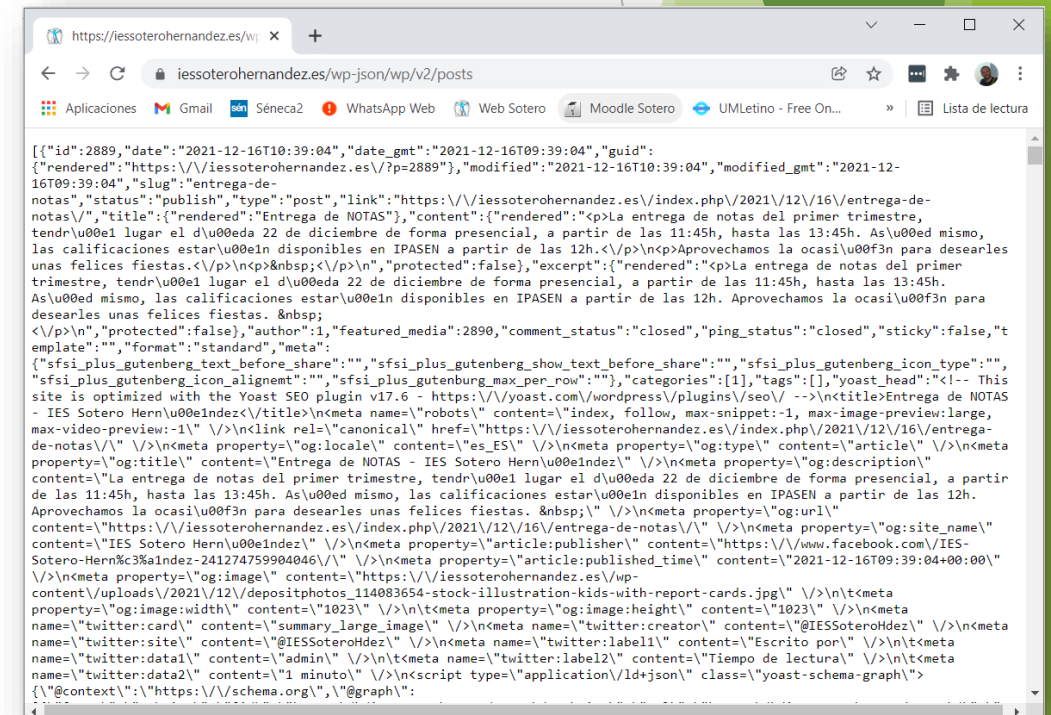 https://iessoterohernandez.es/wp
iessoterohernandez.es/wp-json/wp/v2/posts
Aplicaciones Gmail sén Séneca2 WhatsApp Web Web Sotero Moodle Sotero UMLetino - Free On... » Lista de lectura
[{"id":2889,"date":"2021-12-16T10:39:04","date_gmt":"2021-12-16T09:39:04","guid":
{"rendered":"https:\/\/iessoterohernandez.es\/?p=2889"},"modified":"2021-12-16T10:39:04","modified_gmt":"2021-12-
16T09:39:04","slug":"entrega-de-
notas","status":"publish","type":"post","link":"https:\/\/iessoterohernandez.es\/index.php\/2021\/12\/16\/entrega-de-
notas\/","title":{"rendered":"Entrega de NOTAS"},"content":{"rendered":"<p>La entrega de notas del primer trimestre,
tendr\u00e1 lugar el d\u00eda 22 de diciembre de forma presencial, a partir de las 11:45h, hasta las 13:45h. As\u00ed mismo,
las calificaciones estar\u00e1n disponibles en IPASEN a partir de las 12h.<\/p>\n<p>Aprovechamos la ocasi\u00f3n para desearles
unas felices fiestas.<\/p>\n<p>&nbsp;<\/p>\n","protected":false},"excerpt":{"rendered":"<p>La entrega de notas del primer
trimestre, tendr\u00e1 lugar el d\u00eda 22 de diciembre de forma presencial, a partir de las 11:45h, hasta las 13:45h.
As\u00ed mismo, las calificaciones estar\u00e1n disponibles en IPASEN a partir de las 12h. Aprovechamos la ocasi\u00f3n para
desearles unas felices fiestas. &nbsp;
<\/p>\n","protected":false},"author":1,"featured_media":2890,"comment_status":"closed","ping_status":"closed","sticky":false,"t
emplate":"","format":"standard","meta":
{"sfsi_plus_gutenberg_text_before_share":"","sfsi_plus_gutenberg_show_text_before_share":"","sfsi_plus_gutenberg_icon_type":"",
"sfsi_plus_gutenberg_icon_alignemt":"","sfsi_plus_gutenburg_max_per_row":""},"categories":[1],"tags":[],"yoast_head":"<!-- This
site is optimized with the Yoast SEO plugin v17.6 - https:\/\/yoast.com\/wordpress\/plugins\/seo\/ -->\n<title>Entrega de NOTAS
- IES Sotero Hern\u00e1ndez<\/title>\n<meta name=\"robots\" content=\"index, follow, max-snippet:-1, max-image-preview:large,
max-video-preview:-1\" \/>\n<link rel=\"canonical\" href=\"https:\/\/iessoterohernandez.es\/index.php\/2021\/12\/16\/entrega-
de-notas\/\" \/>\n<meta property=\"og:locale\" content=\"es_ES\" \/>\n<meta property=\"og:type\" content=\"article\" \/>\n<meta
property=\"og:title\" content=\"Entrega de NOTAS - IES Sotero Hern\u00e1ndez\" \/>\n<meta property=\"og:description\"
content=\"La entrega de notas del primer trimestre, tendr\u00e1 lugar el d\u00eda 22 de diciembre de forma presencial, a partir
de las 11:45h, hasta las 13:45h. As\u00ed mismo, las calificaciones estar\u00e1n disponibles en IPASEN a partir de las 12h.
Aprovechamos la ocasi\u00f3n para desearles unas felices fiestas. &nbsp;\" \/>\n<meta property=\"og:url\"
content=\"https:\/\/iessoterohernandez.es\/index.php\/2021\/12\/16\/entrega-de-notas\/\" \/>\n<meta property=\"og:site_name\"
content=\"IES Sotero Hern\u00e1ndez\" \/>\n<meta property=\"article:publisher\" content=\"https:\/\/www.facebook.com\/IES-
Sotero-Hern%c3%a1ndez-241274759904046\/\" \/>\n<meta property=\"article:published_time\" content=\"2021-12-16T09:39:04+00:00\"
\/>\n<meta property=\"og:image\" content=\"https:\/\/iessoterohernandez.es\/wp-
content\/uploads\/2021\/12\/depositphotos_114083654-stock-illustration-kids-with-report-cards.jpg\" \/>\n\t<meta
property=\"og:image:width\" content=\"1023\" \/>\n\t<meta property=\"og:image:height\" content=\"1023\" \/>\n<meta
name=\"twitter:card\" content=\"summary_large_image\" \/>\n<meta name=\"twitter:creator\" content=\"@IESSoteroHdez\" \/>\n<meta
name=\"twitter:site\" content=\"@IESSoteroHdez\" \/>\n<meta name=\"twitter:label1\" content=\"Escrito por\" \/>\n\t<meta
name=\"twitter:data1\" content=\"admin\" \/>\n\t<meta name=\"twitter:label2\" content=\"Tiempo de lectura\" \/>\n\t<meta
name=\"twitter:data2\" content=\"1 minuto\" \/>\n<script type=\"application\/ld+json\" class=\"yoast-schema-graph\">
{\"@context\":\"https:\/\/schema.org\",\"@graph\":